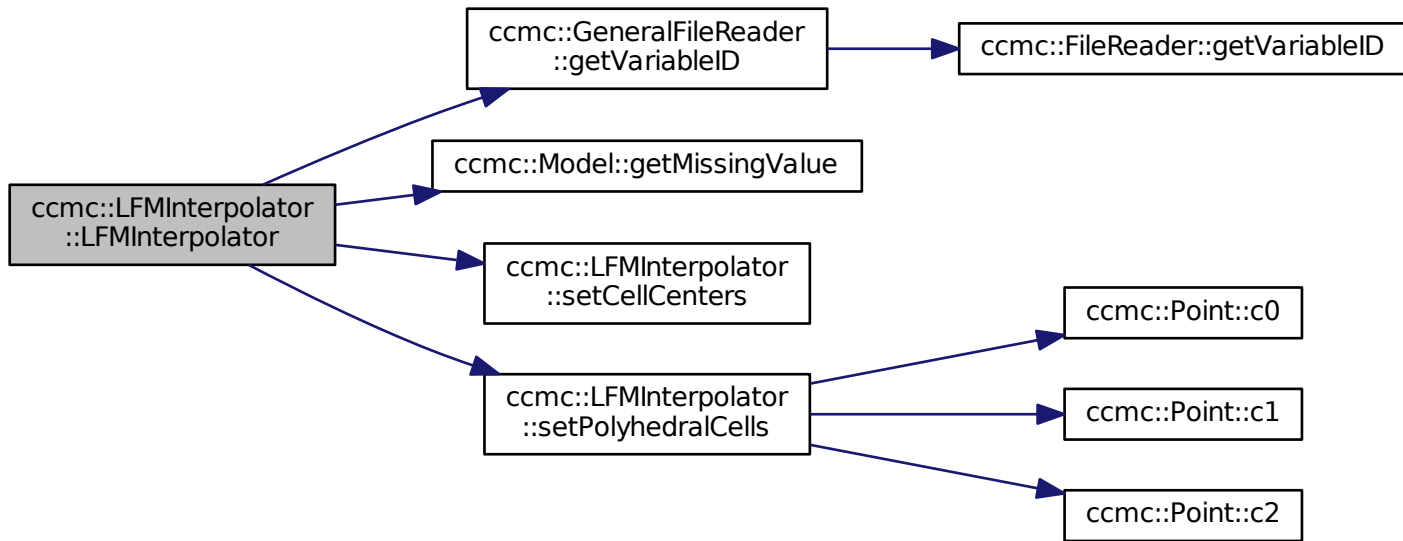 ccmc::LFMInterpolator
::LFMInterpolator
ccmc::GeneralFileReader
::getVariableID
ccmc::FileReader::getVariableID
ccmc::Model::getMissingValue
ccmc::LFMInterpolator
::setCellCenters
ccmc::LFMInterpolator
::setPolyhedralCells
ccmc::Point::c0
ccmc::Point::c1
ccmc::Point::c2